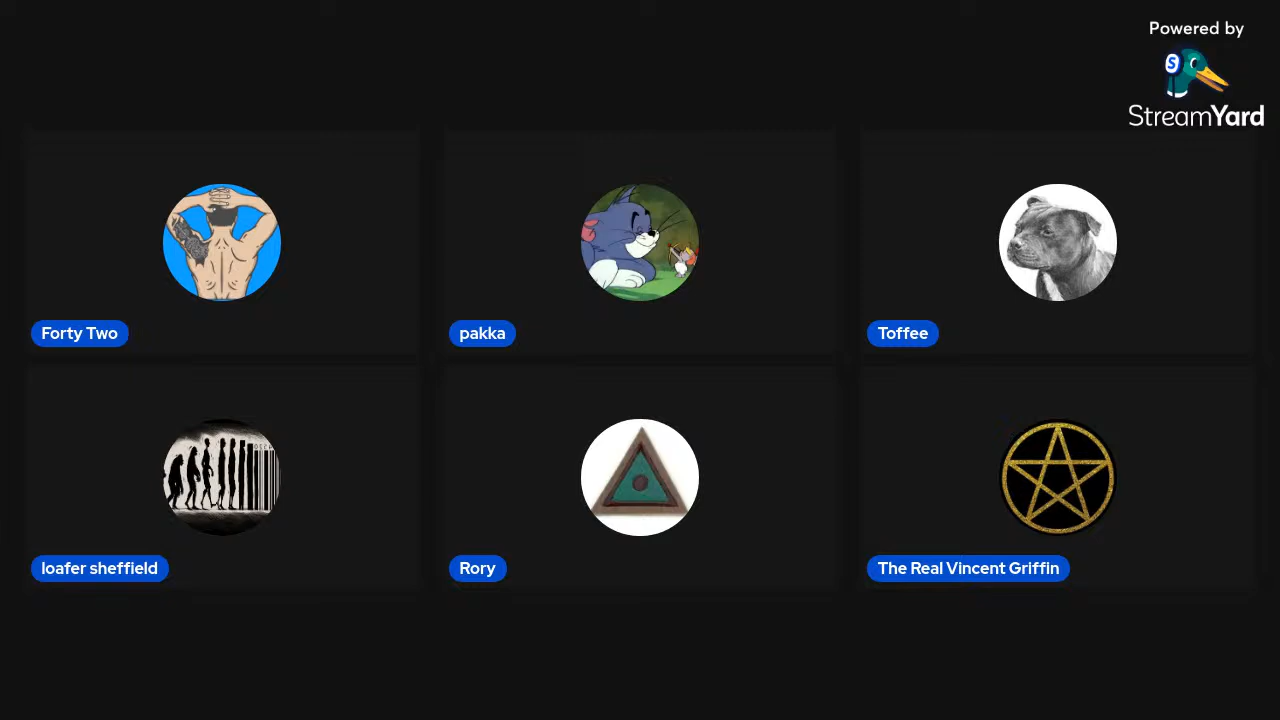 Powered by
StreamYard
Forty Two
pakka
Toffee
loafer sheffield
Rory
The Real Vincent Griffin